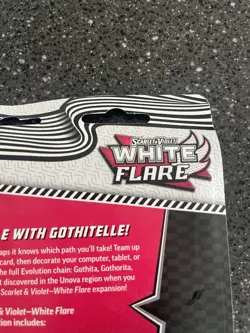 SCARLET & VIOLET
WHITE
FLARE
E WITH GOTHITELLE!
aps it knows which path you'll take! Team up
card, then decorate your computer, tablet, or
he full Evolution chain: Gothita, Gothorita,
t discovered in the Unova region when you
Scarlet & Violet—White Flare expansion!
& Violet—White Flare
tion includes: